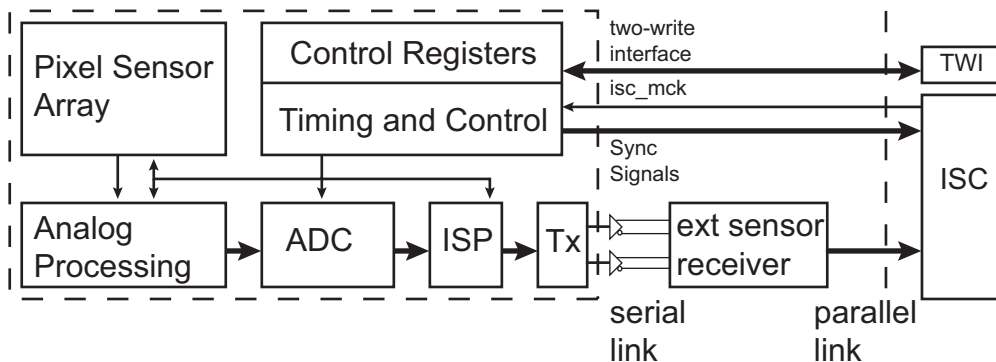 Pixel Sensor
Array
Control Registers
Timing and Control
two-write
interface
isc_mck
Sync
Signals
TWI
ISC
Analog
Processing
ADC
ISP
Tx
ext sensor
receiver
serial
link
parallel
link